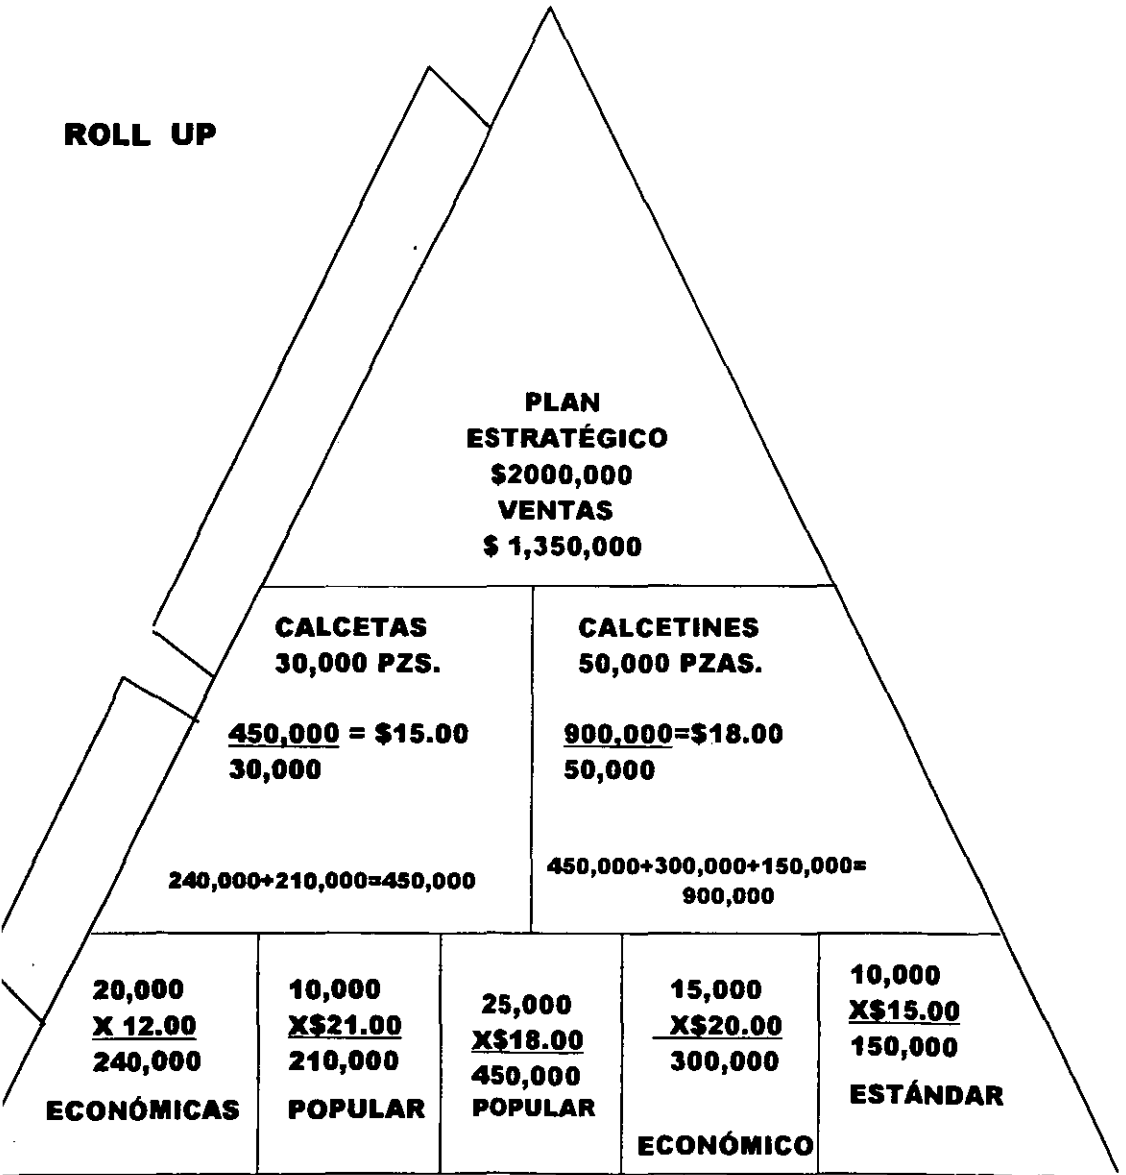 ROLL UP
PLAN
ESTRATÉGICO
$2000,000
VENTAS
$ 1,350,000
CALCETAS
30,000 PZS.
450,000 = $15.00
30,000
240,000+210,000=450,000
CALCETINES
50,000 PZAS.
900,000=$18.00
50,000
450,000+300,000+150,000=
900,000
20,000
X 12.00
240,000
ECONÓMICAS
10,000
X$21.00
210,000
POPULAR
25,000
X$18.00
450,000
POPULAR
15,000
X$20.00
300,000
ECONÓMICO
10,000
X$15.00
150,000
ESTÁNDAR